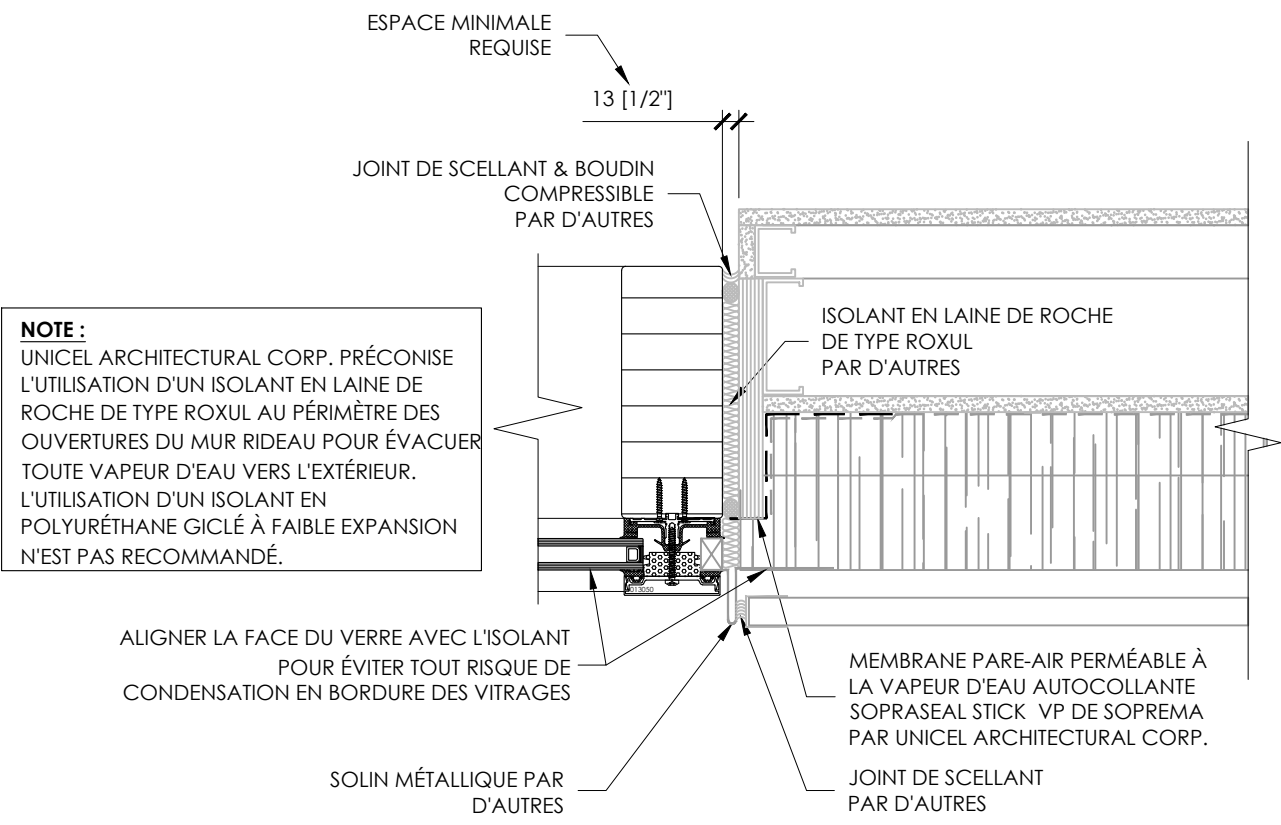 ESPACE MINIMALE
REQUISE
13 [1/2"]
JOINT DE SCELLANT & BOUDIN
COMPRESSIBLE
PAR D'AUTRES
NOTE :
UNICEL ARCHITECTURAL CORP. PRÉCONISE
L'UTILISATION D'UN ISOLANT EN LAINE DE
ROCHE DE TYPE ROXUL AU PÉRIMÈTRE DES
OUVERTURES DU MUR RIDEAU POUR ÉVACUER
TOUTE VAPEUR D'EAU VERS L'EXTÉRIEUR.
L'UTILISATION D'UN ISOLANT EN
POLYURÉTHANE GICLÉ À FAIBLE EXPANSION
N'EST PAS RECOMMANDÉ.
ISOLANT EN LAINE DE ROCHE
DE TYPE ROXUL
PAR D'AUTRES
ALIGNER LA FACE DU VERRE AVEC L'ISOLANT
POUR ÉVITER TOUT RISQUE DE
CONDENSATION EN BORDURE DES VITRAGES
MEMBRANE PARE-AIR PERMÉABLE À
LA VAPEUR D'EAU AUTOCOLLANTE
SOPRASEAL STICK VP DE SOPREMA
PAR UNICEL ARCHITECTURAL CORP.
SOLIN MÉTALLIQUE PAR
D'AUTRES
JOINT DE SCELLANT
PAR D'AUTRES